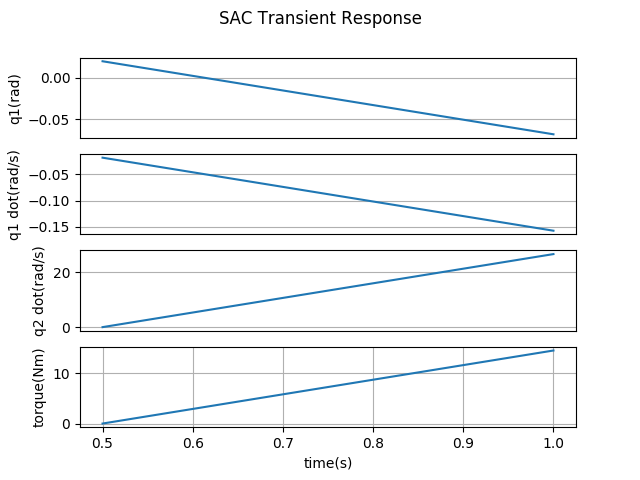 SAC Transient Response
q1(rad)
0.00
−0.05
q1 dot(rad/s)
−0.05
−0.10
−0.15
q2 dot(rad/s)
20
0
torque(Nm)
10
0
0.5 0.6 0.7 0.8 0.9 1.0
time(s)